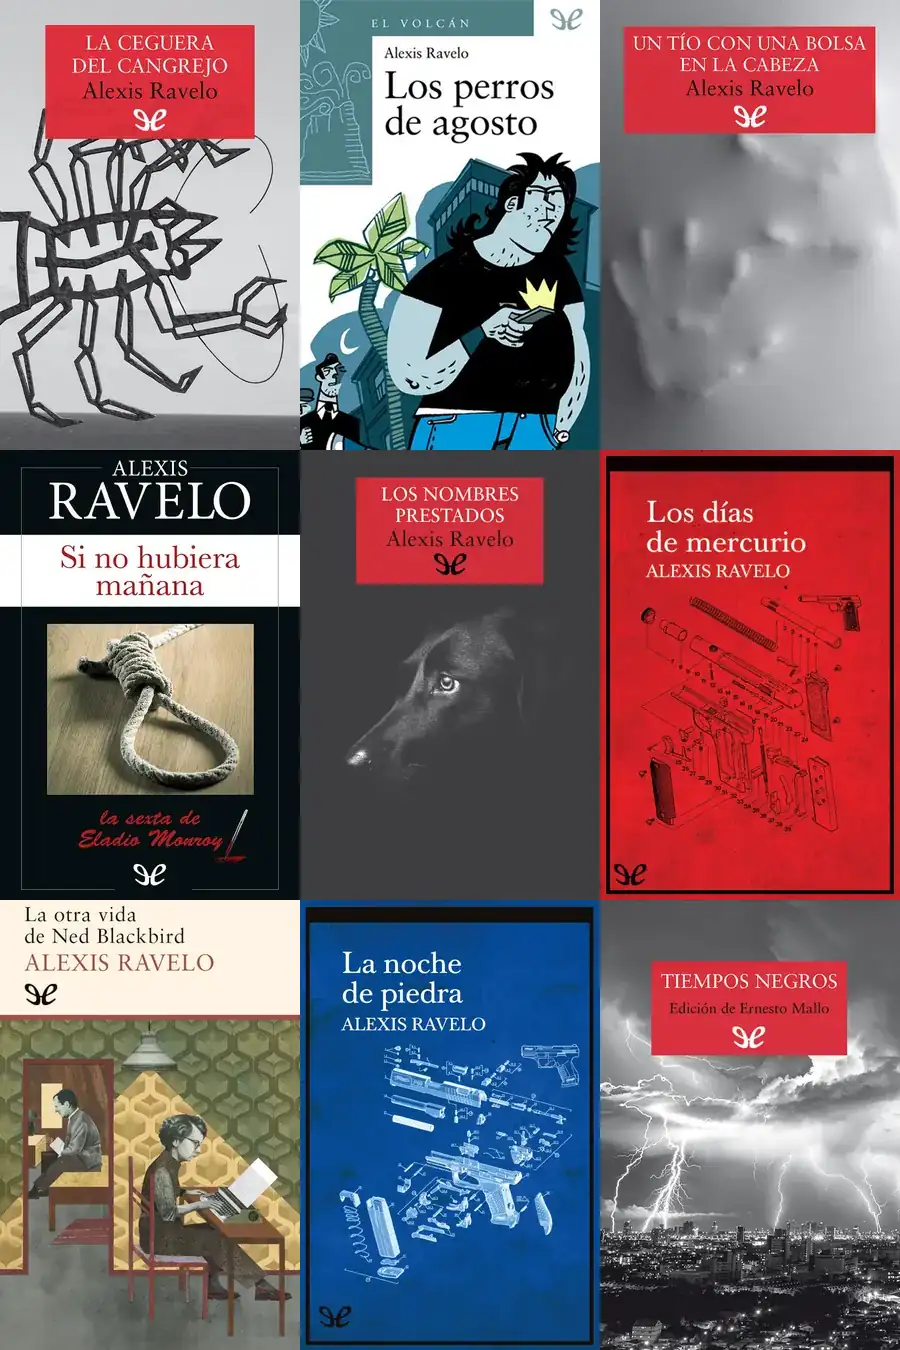 LA CEGUERA
DEL CANGREJO
Alexis Ravelo
EL VOLCÁN
Alexis Ravelo
Los perros
de agosto
UN TÍO CON UNA BOLSA
EN LA CABEZA
Alexis Ravelo
ALEXIS
RAVELO
Si no hubiera
mañana
la sexta de
Eladio Monroy
LOS NOMBRES
PRESTADOS
Alexis Ravelo
Los días
de mercurio
ALEXIS RAVELO
La otra vida
de Ned Blackbird
ALEXIS RAVELO
La noche
de piedra
ALEXIS RAVELO
TIEMPOS NEGROS
Edición de Ernesto Mallo